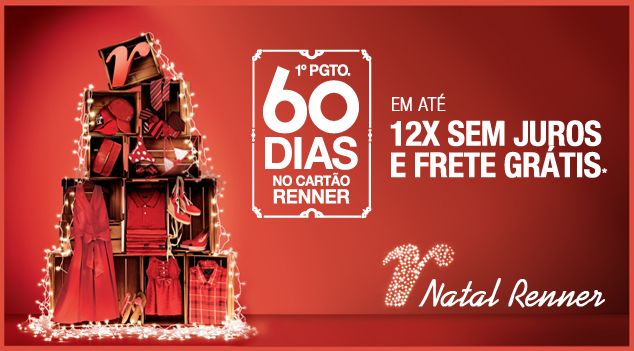 1º PGTO.
60
DIAS
NO CARTÃO
RENNER
EM ATÉ
12X SEM JUROS
E FRETE GRÁTIS*
r
r Natal Renner